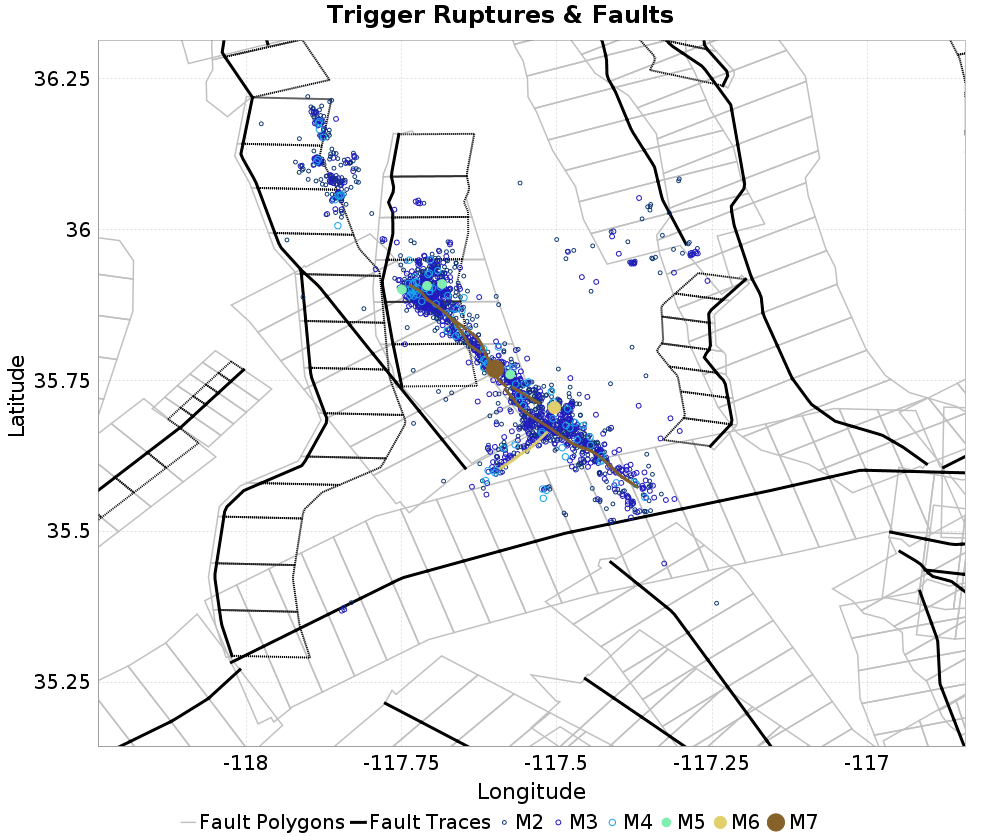 Trigger Ruptures & Faults
36.25
36
35.75
35.5
35.25
Latitude
-118
-117.75
-117.5
-117.25
-117
Longitude
Fault Polygons Fault Traces M2 M3 M4 M5 M6 M7